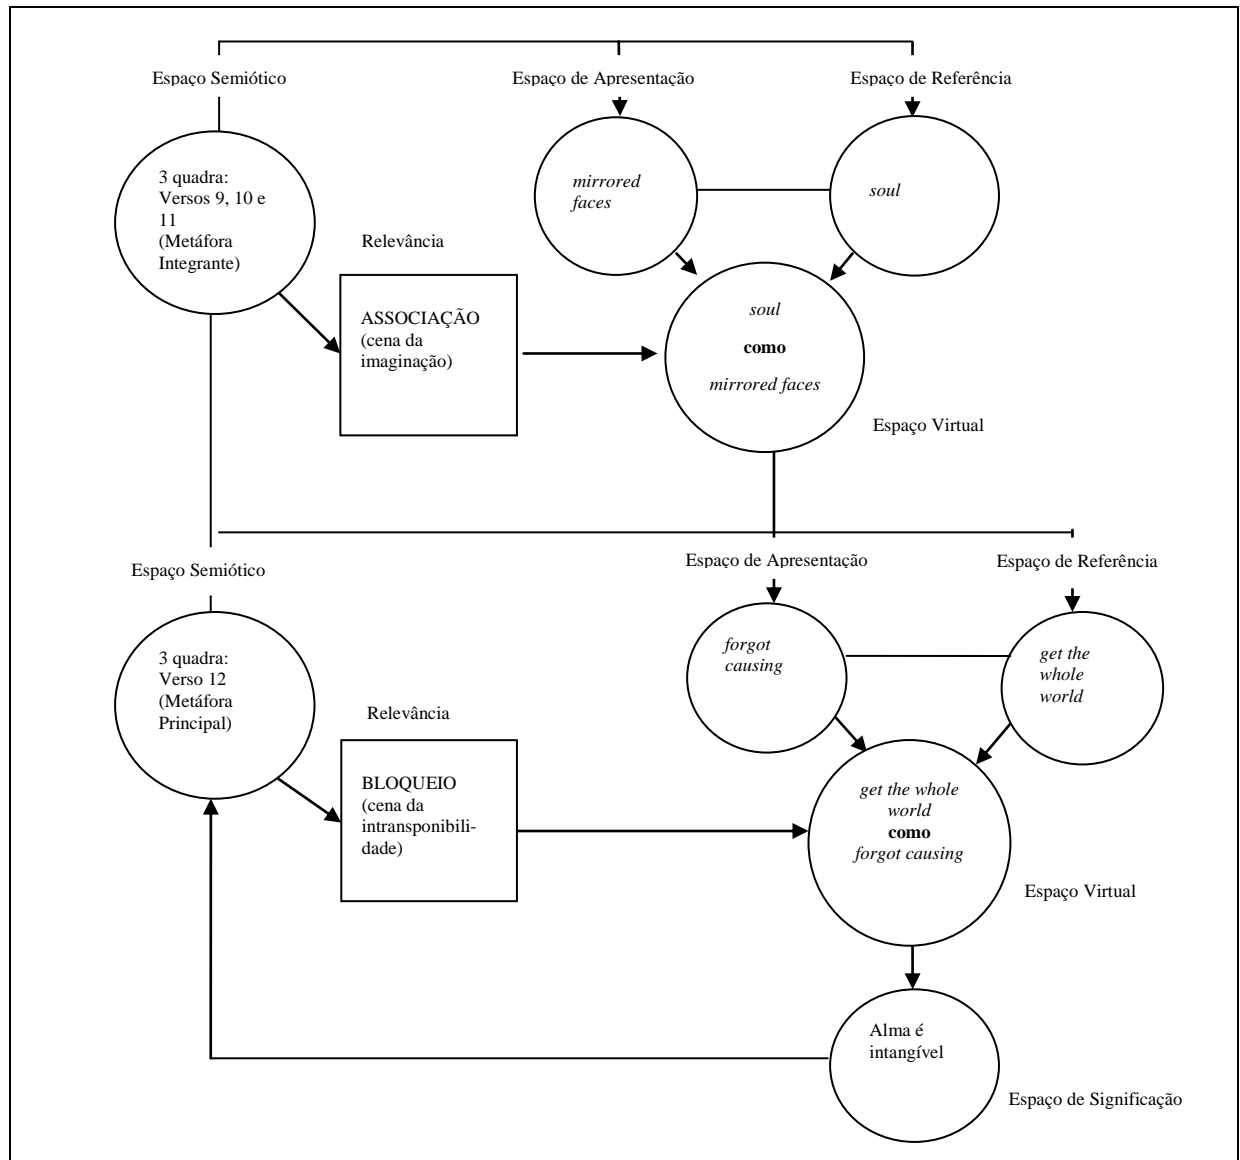 Espaço Semiótico
Espaço de Apresentação
Espaço de Referência
3 quadra:
Versos 9, 10 e
11
(Metáfora
Integrante)
mirrored
faces
soul
Relevância
ASSOCIAÇÃO
(cena da
imaginação)
soul
como
mirrored faces
Espaço Virtual
Espaço Semiótico
Espaço de Apresentação
Espaço de Referência
3 quadra:
Verso 12
(Metáfora
Principal)
forgot
causing
get the
whole
world
Relevância
BLOQUEIO
(cena da
intransponibili-
dade)
get the whole
world
como
forgot causing
Espaço Virtual
Alma é
intangível
Espaço de Significação